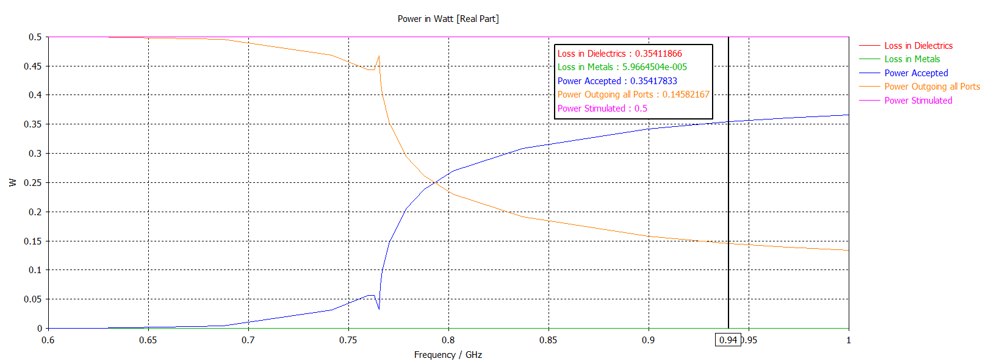 Power in Watt [Real Part]
0.5
0.45
0.4
0.35
0.3
0.25
0.2
0.15
0.1
0.05
0
W
Loss in Dielectrics : 0.35411866
Loss in Metals : 5.9664504e-005
Power Accepted : 0.35417833
Power Outgoing all Ports : 0.14582167
Power Stimulated : 0.5
Loss in Dielectrics
Loss in Metals
Power Accepted
Power Outgoing all Ports
Power Stimulated
0.6 0.65 0.7 0.75 0.8 0.85 0.9 0.94 0.95 1
Frequency / GHz